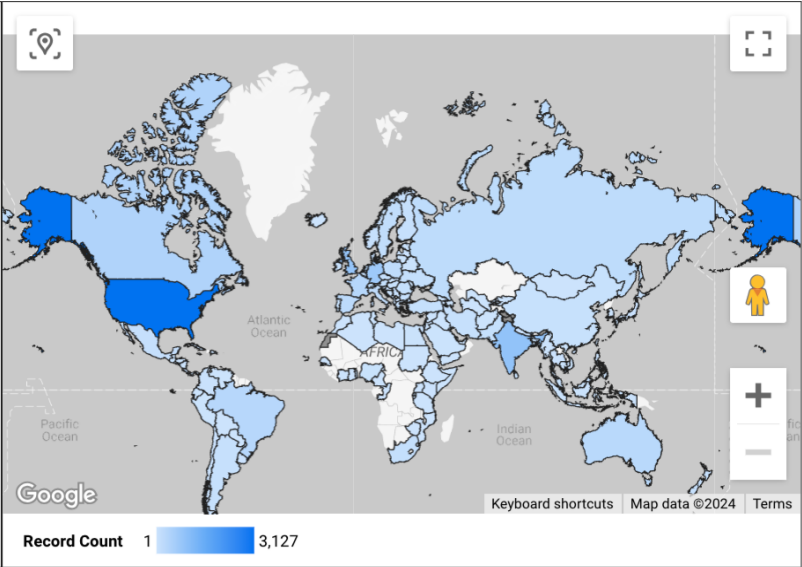 Atlantic
Ocean
AFRICA
Pacific
Ocean
Indian
Ocean
Google
Keyboard shortcuts
Map data ©2024
Terms
Record Count 1 3,127